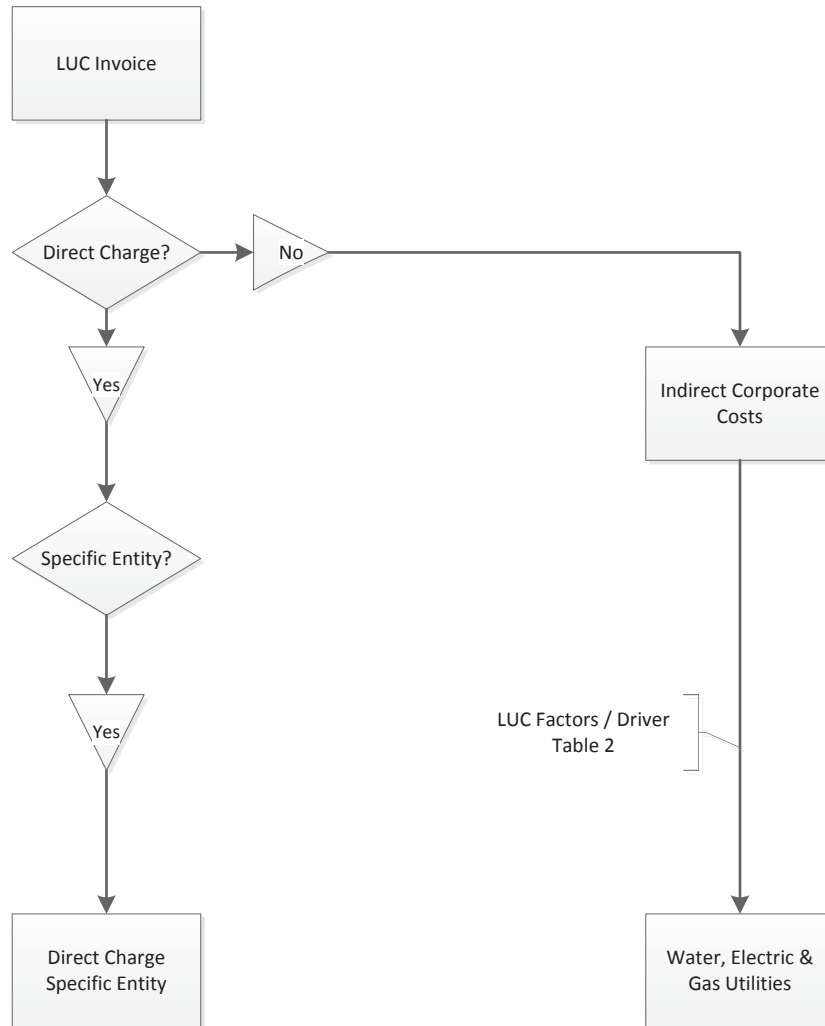 LUC Invoice
Direct Charge?
No
Yes
Indirect Corporate
Costs
Specific Entity?
Yes
LUC Factors / Driver
Table 2
Direct Charge
Specific Entity
Water, Electric &
Gas Utilities